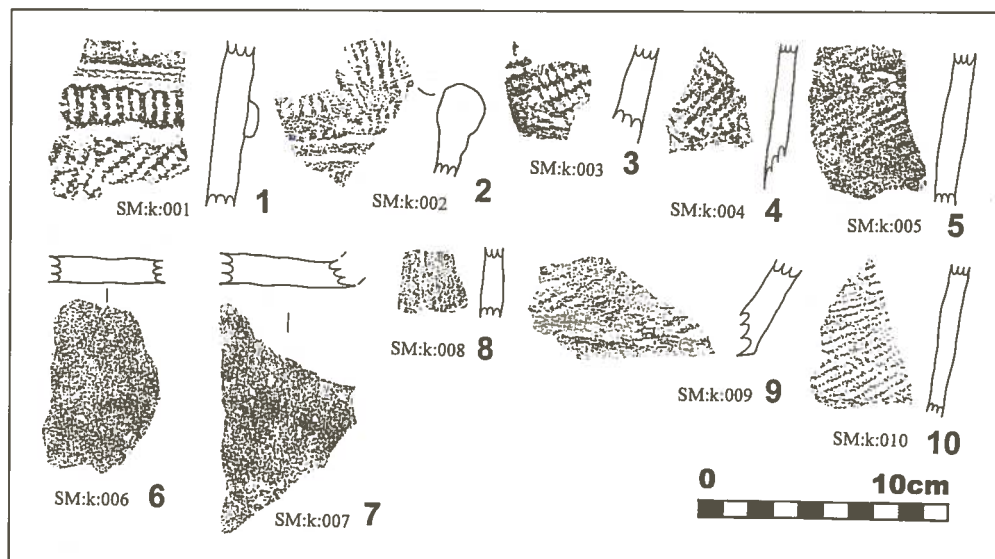 SM:k:001 1
SM:k:002 2
SM:k:003 3
SM:k:004 4
SM:k:005 5
SM:k:006 6
SM:k:007 7
SM:k:008 8
SM:k:009 9
SM:k:010 10
0 10cm